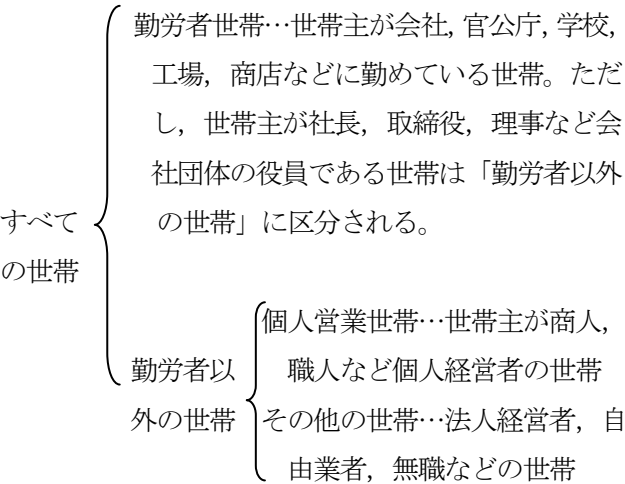 勤労者世帯…世帯主が会社, 官公庁, 学校,
工場, 商店などに勤めている世帯。ただ
し, 世帯主が社長, 取締役, 理事など会
社団体の役員である世帯は「勤労者以外
の世帯」に区分される。
すべて
の世帯
勤労者以
外の世帯
個人営業世帯…世帯主が商人,
職人など個人経営者の世帯
その他の世帯…法人経営者, 自
由業者, 無職などの世帯